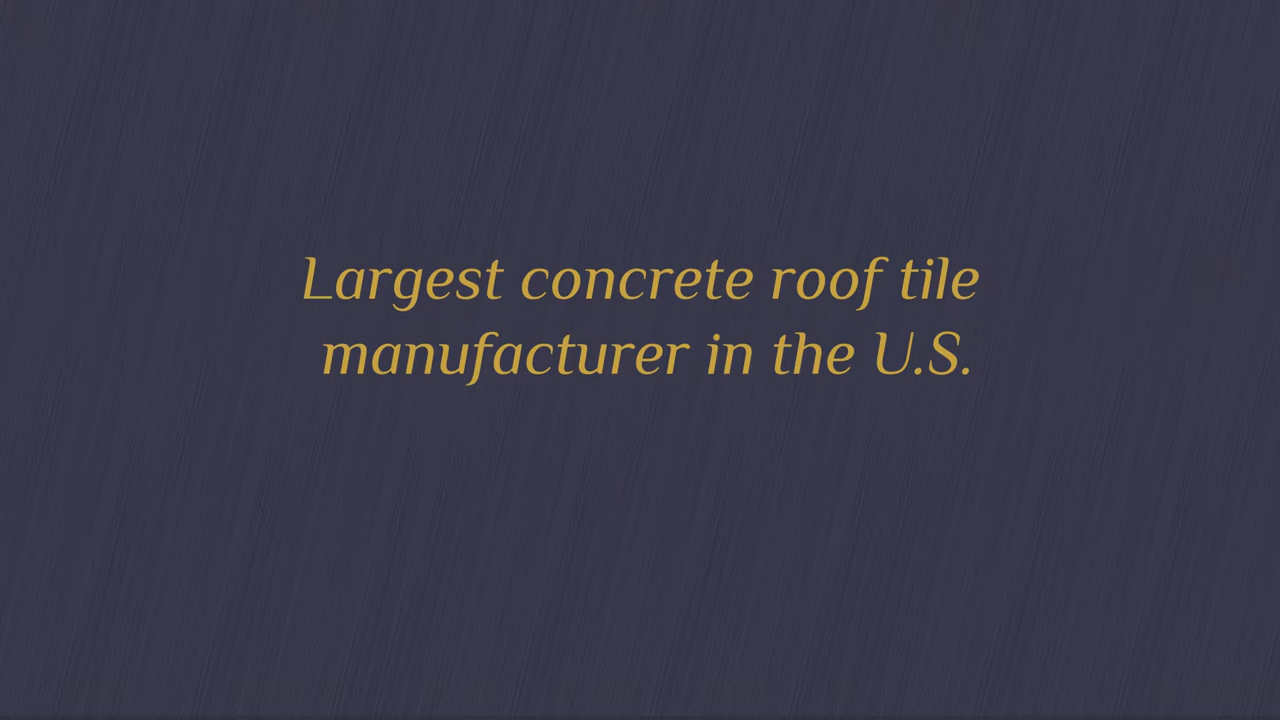 Largest concrete roof tile
manufacturer in the U.S.